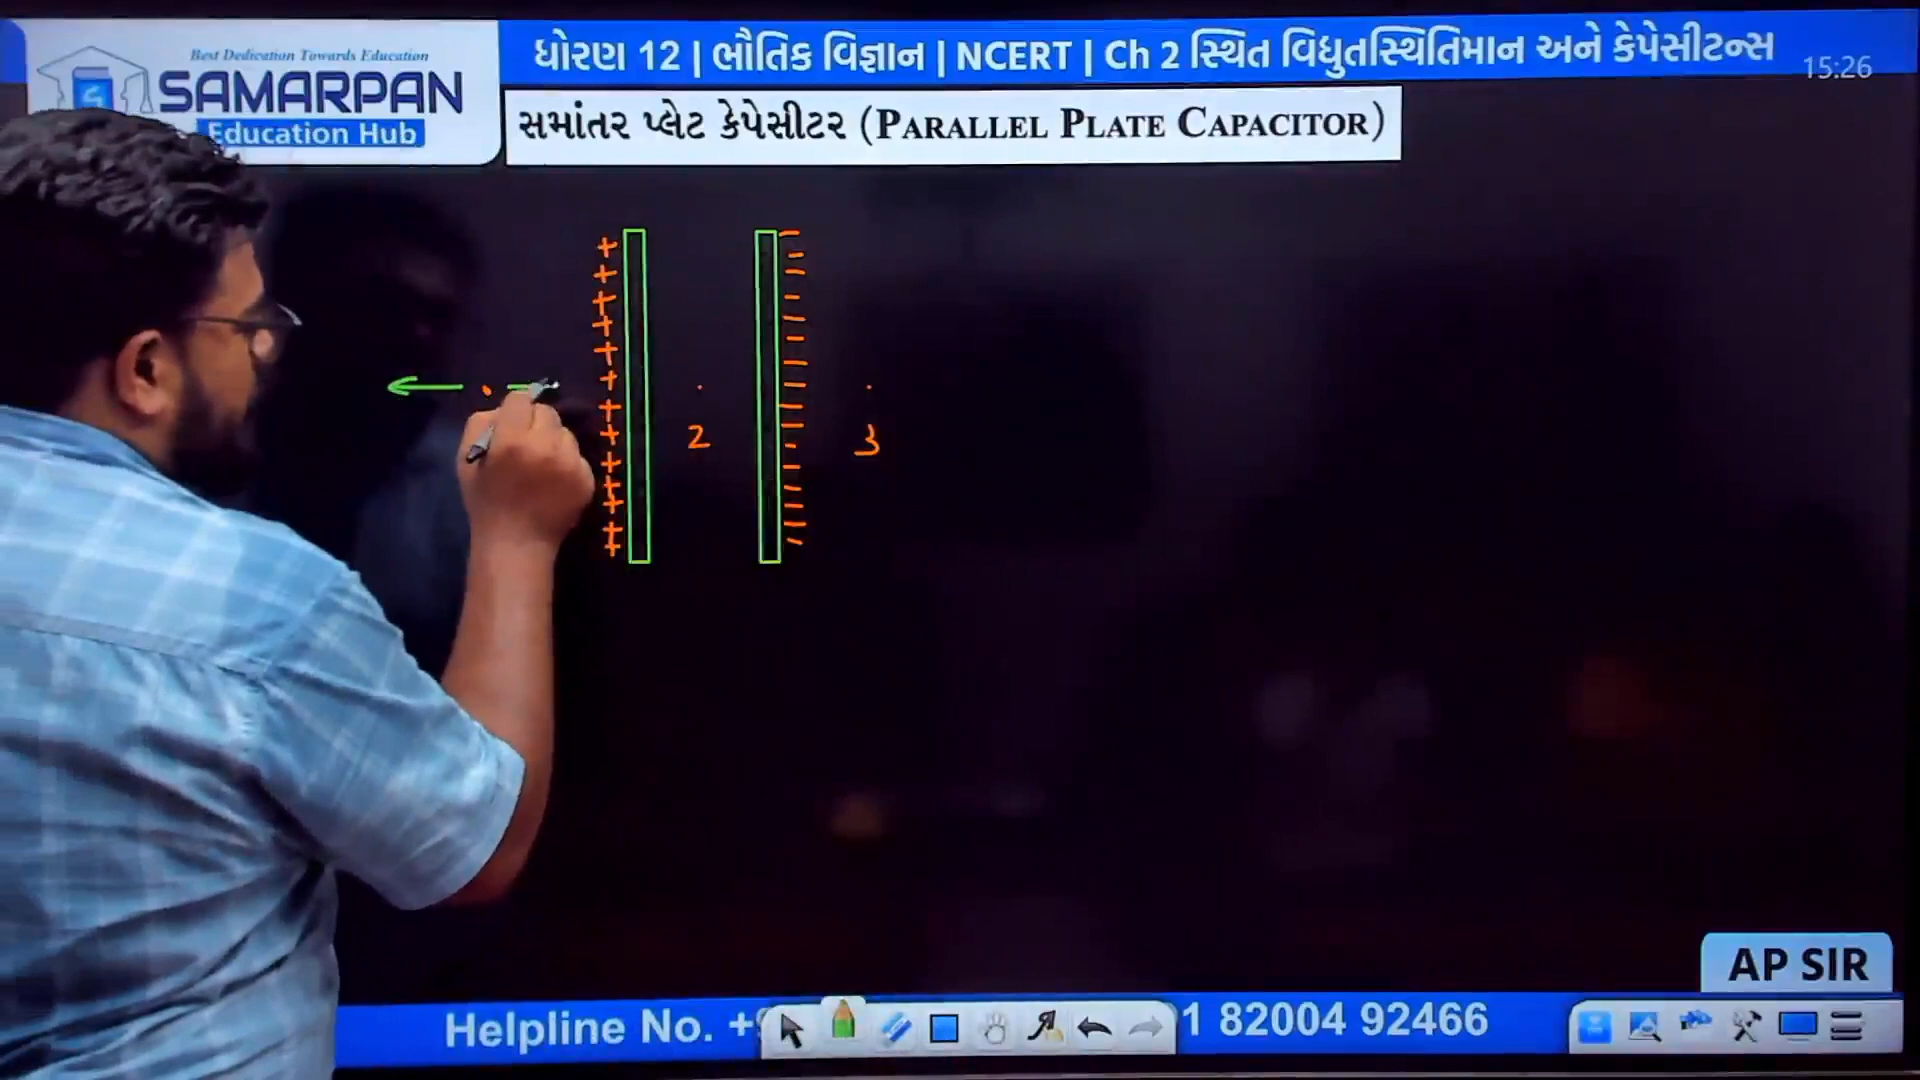 Best Dedication Towards Education
SAMARPAN
Education Hub
ધોરણ 12 | ભૌતિક વિજ્ઞાન | NCERT | Ch 2 સ્થિત વિદ્યુતસ્થિતિમાન અને કેપેસીટન્સ
15:26
સમાંતર પ્લેટ કેપેસીટર (PARALLEL PLATE CAPACITOR)
2
3
AP SIR
Helpline No. +
1 82004 92466